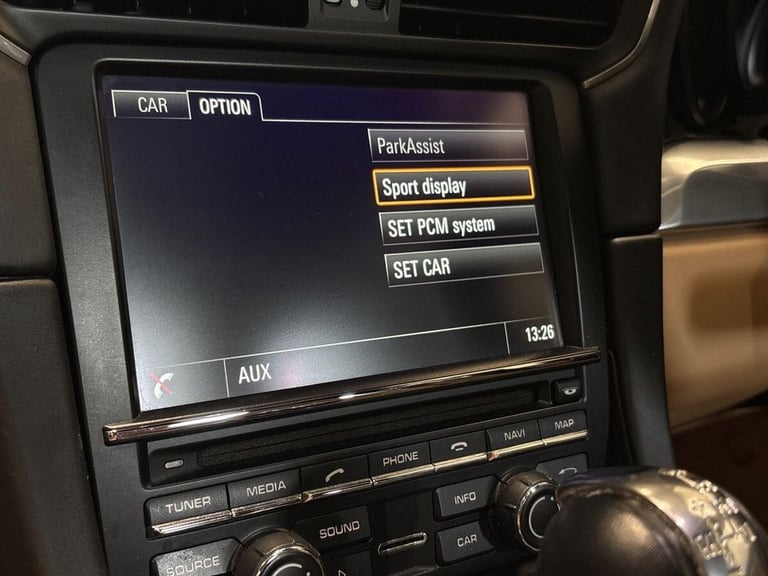 CAR OPTION
ParkAssist
Sport display
SET PCM system
SET CAR
13:26
AUX
TUNER MEDIA PHONE NAVI MAP
SOURCE SOUND INFO
CAR